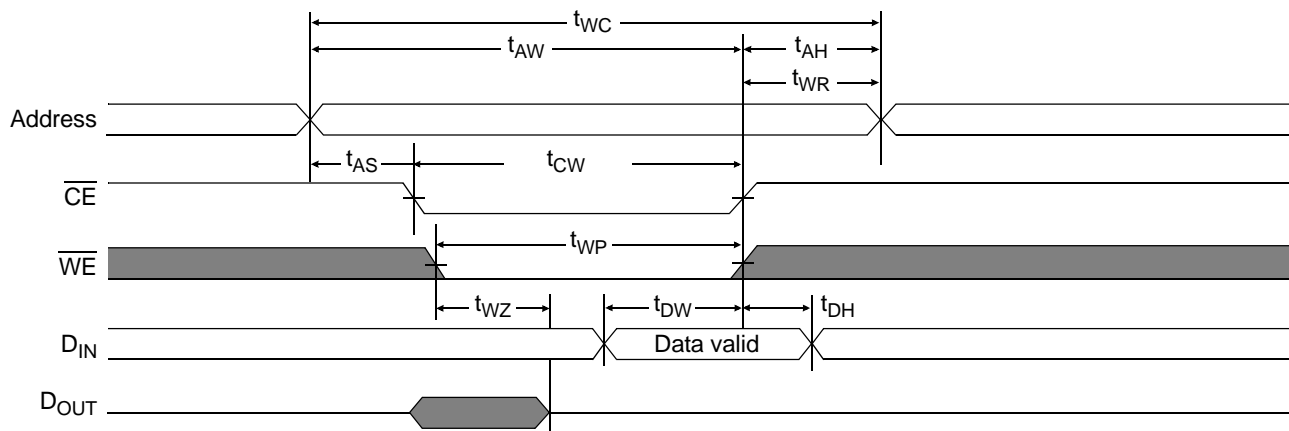 tWC
tAW tAH
tWR
Address
tAS tCW
CE
tWP
WE
tWZ tDW tDH
DIN Data valid
DOUT